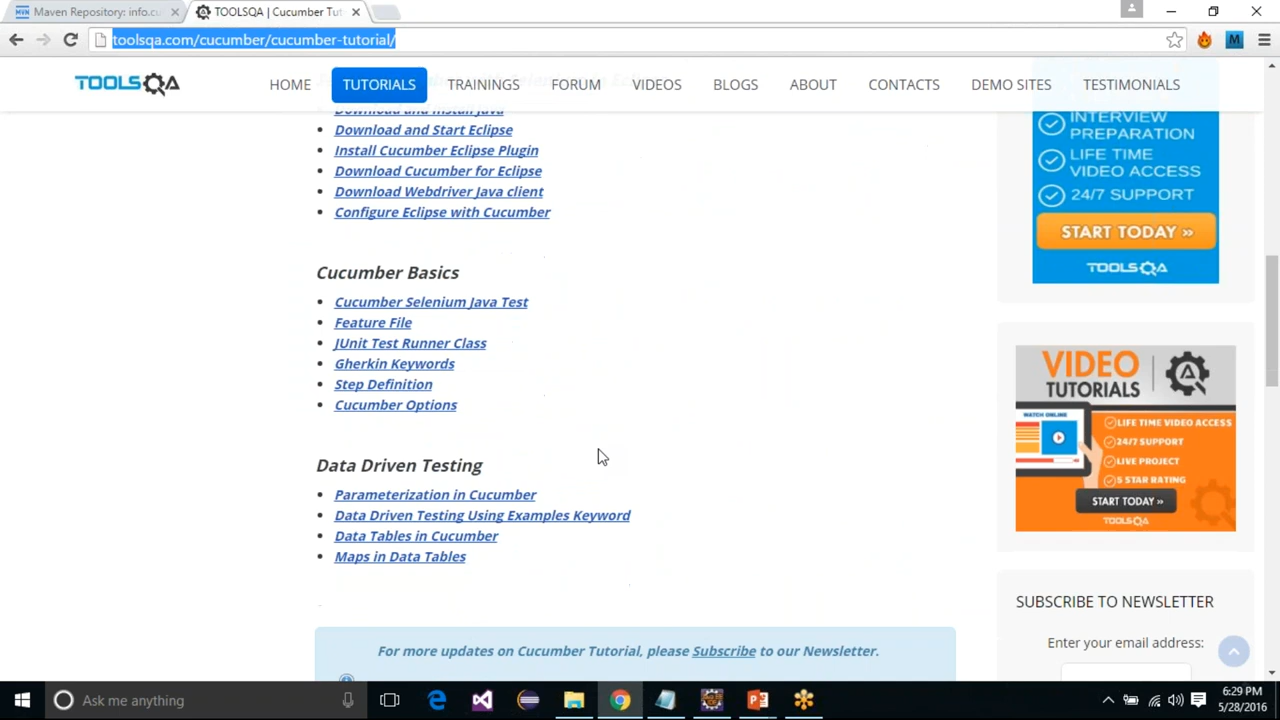 Maven Repository: info.cu
TOOLSQA | Cucumber Tut
toolsqa.com/cucumber/cucumber-tutorial/
TOOLSQA
HOME
TUTORIALS
TRAININGS
FORUM
VIDEOS
BLOGS
ABOUT
CONTACTS
DEMO SITES
TESTIMONIALS
Download and Install Java
Download and Start Eclipse
Install Cucumber Eclipse Plugin
Download Cucumber for Eclipse
Download Webdriver Java client
Configure Eclipse with Cucumber
Cucumber Basics
Cucumber Selenium Java Test
Feature File
JUnit Test Runner Class
Gherkin Keywords
Step Definition
Cucumber Options
Data Driven Testing
Parameterization in Cucumber
Data Driven Testing Using Examples Keyword
Data Tables in Cucumber
Maps in Data Tables
For more updates on Cucumber Tutorial, please Subscribe to our Newsletter.
INTERVIEW
PREPARATION
LIFE TIME
VIDEO ACCESS
24/7 SUPPORT
START TODAY »
TOOLSQA
VIDEO
TUTORIALS
WATCH ONLINE
LIFE TIME VIDEO ACCESS
24/7 SUPPORT
LIVE PROJECT
5 STAR RATING
START TODAY »
TOOLSQA
SUBSCRIBE TO NEWSLETTER
Enter your email address:
Ask me anything
6:29 PM
5/28/2016